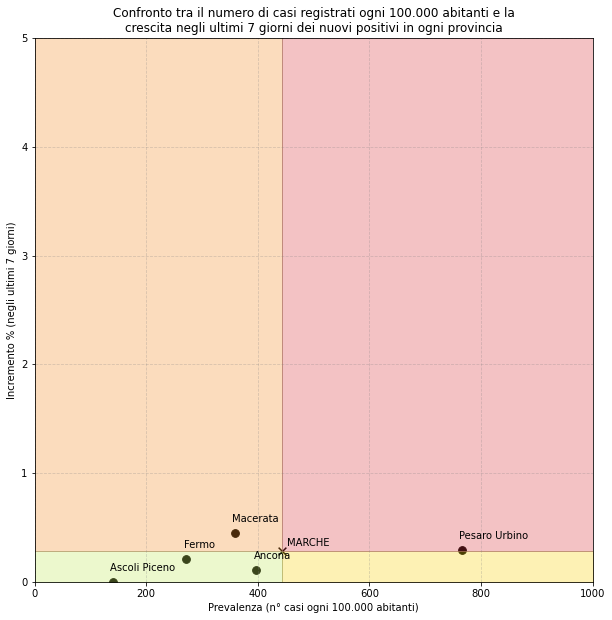 Confronto tra il numero di casi registrati ogni 100.000 abitanti e la
crescita negli ultimi 7 giorni dei nuovi positivi in ogni provincia
Incremento % (negli ultimi 7 giorni)
5
4
3
2
1
0
Macerata
MARCHE
Pesaro Urbino
Fermo
Ancona
Ascoli Piceno
0
200
400
600
800
1000
Prevalenza (n° casi ogni 100.000 abitanti)